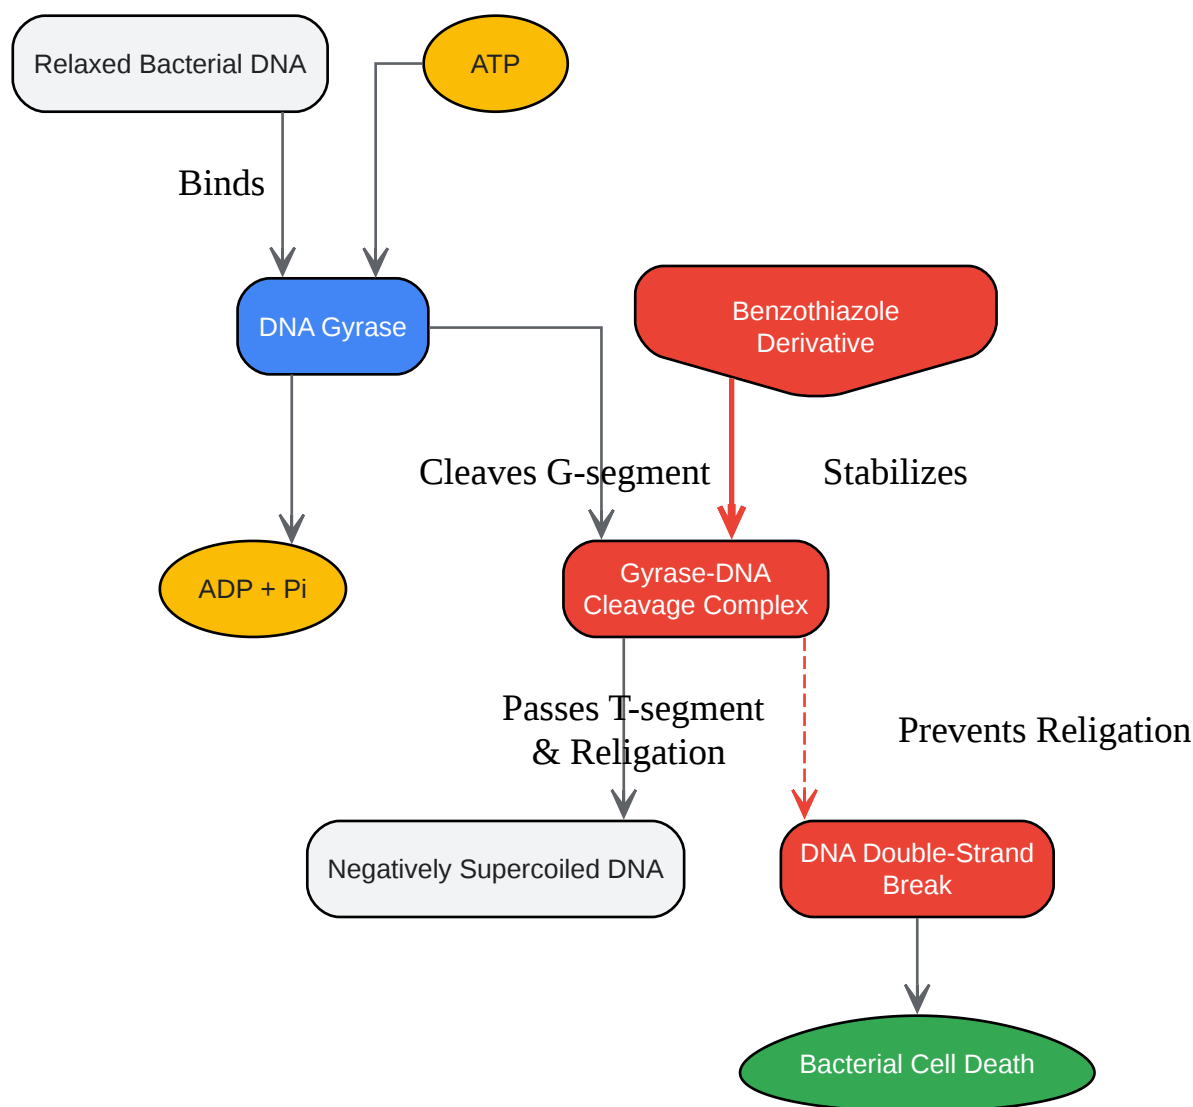 Relaxed Bacterial DNA
ATP
Binds
DNA Gyrase
Benzothiazole
Derivative
Cleaves G-segment
Stabilizes
ADP + Pi
Gyrase-DNA
Cleavage Complex
Passes T-segment
& Religation
Prevents Religation
Negatively Supercoiled DNA
DNA Double-Strand
Break
Bacterial Cell Death